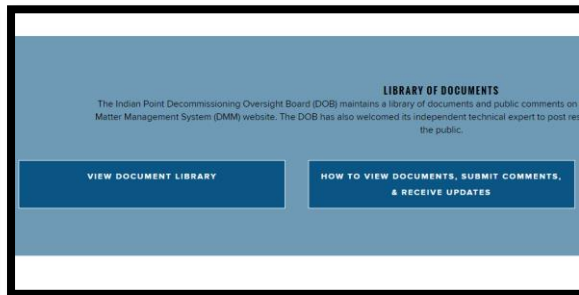 LIBRARY OF DOCUMENTS
The Indian Point Decommissioning Oversight Board (DOB) maintains a library of documents and public comments on
Matter Management System (DMM) website. The DOB has also welcomed its independent technical expert to post res
the public.
VIEW DOCUMENT LIBRARY
HOW TO VIEW DOCUMENTS, SUBMIT COMMENTS,
& RECEIVE UPDATES